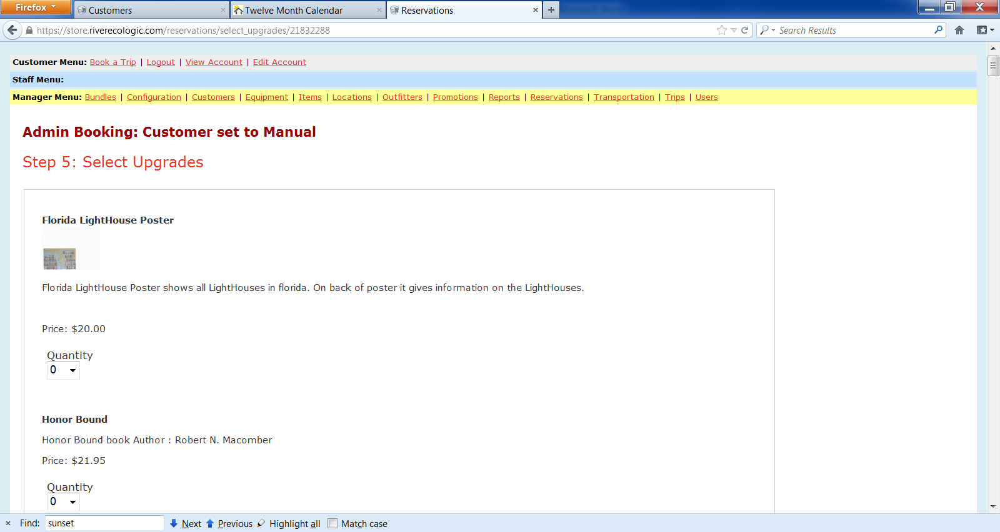 Firefox
Customers
Twelve Month Calendar
Reservations
https://store.riverecologic.com/reservations/select_upgrades/21832288
Search Results
Customer Menu: Book a Trip | Logout | View Account | Edit Account
Staff Menu:
Manager Menu: Bundles | Configuration | Customers | Equipment | Items | Locations | Outfitters | Promotions | Reports | Reservations | Transportation | Trips | Users
Admin Booking: Customer set to Manual
Step 5: Select Upgrades
Florida LightHouse Poster
Florida LightHouse Poster shows all LightHouses in florida. On back of poster it gives information on the LightHouses.
Price: $20.00
Quantity
0
Honor Bound
Honor Bound book Author : Robert N. Macomber
Price: $21.95
Quantity
0
Find: sunset Next Previous Highlight all Match case